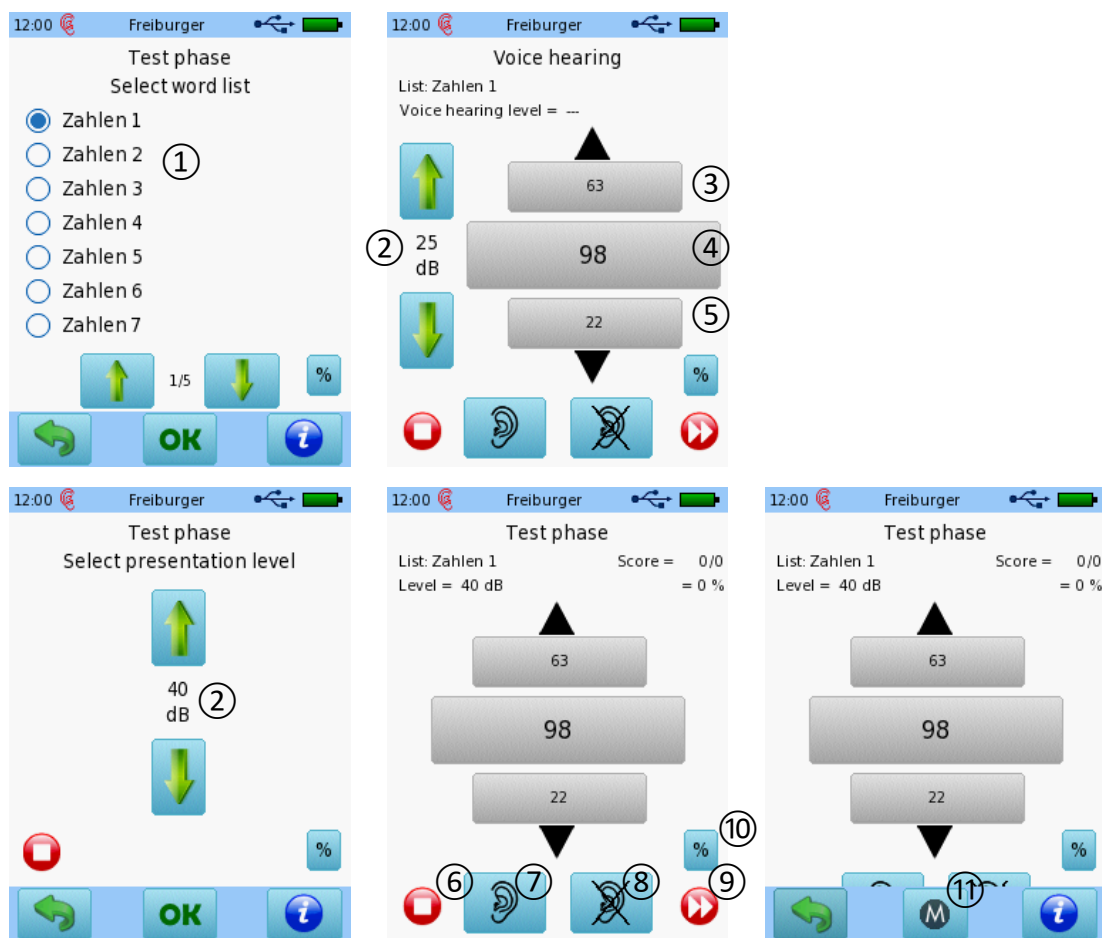 12:00 Freiburger
Test phase
Select word list
Zahlen 1
Zahlen 2
①
Zahlen 3
Zahlen 4
Zahlen 5
Zahlen 6
Zahlen 7
1/5
%
OK
i
12:00 Freiburger
Voice hearing
List: Zahlen 1
Voice hearing level = ---
63
③
②
25
dB
98
④
22
⑤
%
12:00 Freiburger
Test phase
Select presentation level
40
dB
②
%
OK
i
12:00 Freiburger
Test phase
List: Zahlen 1 Score = 0/0
Level = 40 dB = 0 %
63
98
22
⑩
%
⑥ ⑦ ⑧ ⑨
12:00 Freiburger
Test phase
List: Zahlen 1 Score = 0/0
Level = 40 dB = 0 %
63
98
22
%
M
⑪
i